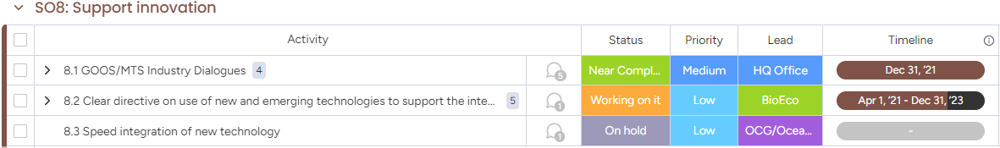 SO8: Support innovation
Activity Status Priority Lead Timeline
8.1 GOOS/MTS Industry Dialogues 4 5 Near Compl... Medium HQ Office Dec 31, '21
8.2 Clear directive on use of new and emerging technologies to support the inte... 5 1 Working on it Low BioEco Apr 1, '21 - Dec 31, '23
8.3 Speed integration of new technology 1 On hold Low OCG/Ocea... -